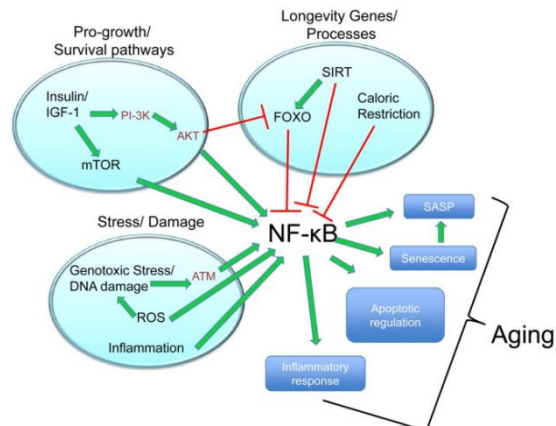 Pro-growth/
Survival pathways
Longevity Genes/
Processes
Insulin/
IGF-1
PI-3K
AKT
mTOR
SIRT
FOXO
Caloric
Restriction
Stress/ Damage
NF-κB
SASP
Senescence
Genotoxic Stress/
DNA damage
ATM
ROS
Inflammation
Apoptotic
regulation
Inflammatory
response
Aging